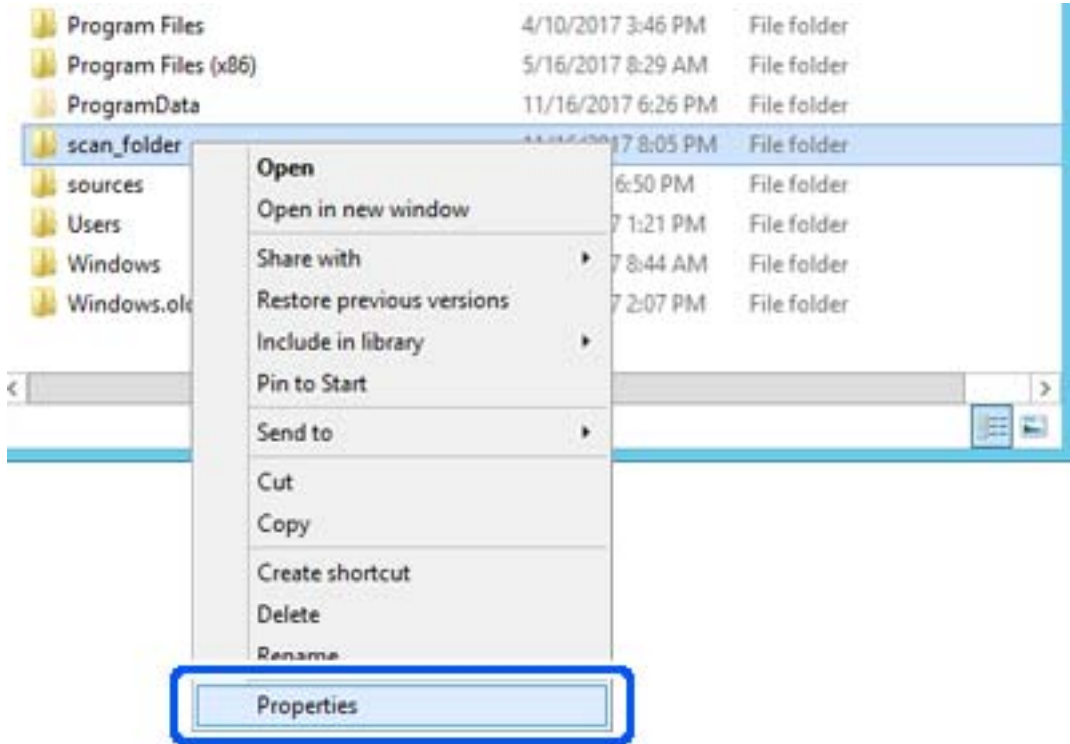 Program Files 4/10/2017 3:46 PM File folder
Program Files (x86) 5/16/2017 8:29 AM File folder
ProgramData 11/16/2017 6:26 PM File folder
scan_folder 8:05 PM File folder
sources 6:50 PM File folder
Users 1:21 PM File folder
Windows 8:44 AM File folder
Windows.old 2:07 PM File folder
Open
Open in new window
Share with
Restore previous versions
Include in library
Pin to Start
Send to
Cut
Copy
Create shortcut
Delete
Rename
Properties